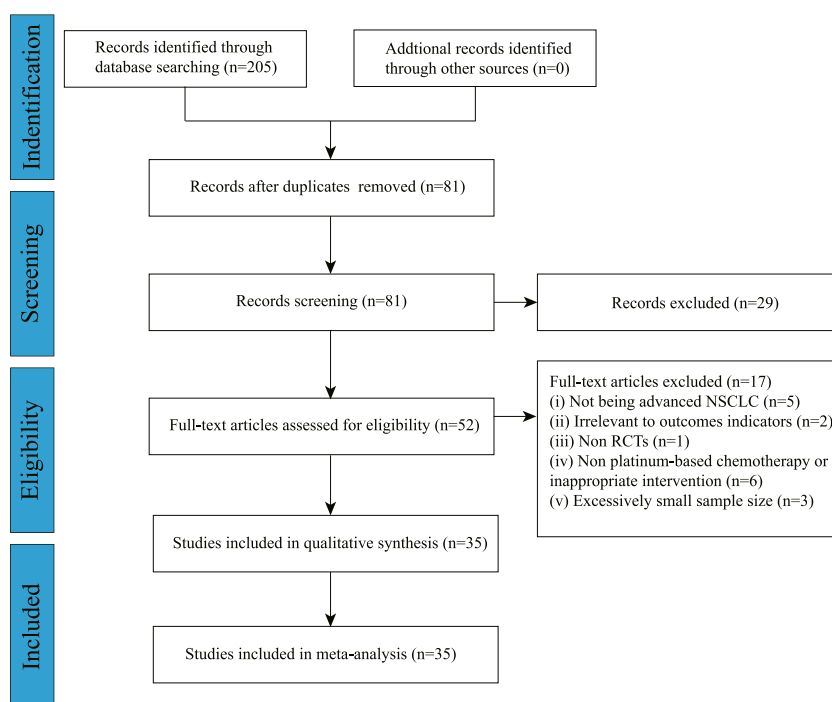 Indentification
Records identified through
database searching (n=205)
Addtional records identified
through other sources (n=0)
Records after duplicates removed (n=81)
Screening
Records screening (n=81)
Records excluded (n=29)
Eligibility
Full-text articles assessed for eligibility (n=52)
Full-text articles excluded (n=17)
(i) Not being advanced NSCLC (n=5)
(ii) Irrelevant to outcomes indicators (n=2)
(iii) Non RCTs (n=1)
(iv) Non platinum-based chemotherapy or
inappropriate intervention (n=6)
(v) Excessively small sample size (n=3)
Studies included in qualitative synthesis (n=35)
Included
Studies included in meta-analysis (n=35)